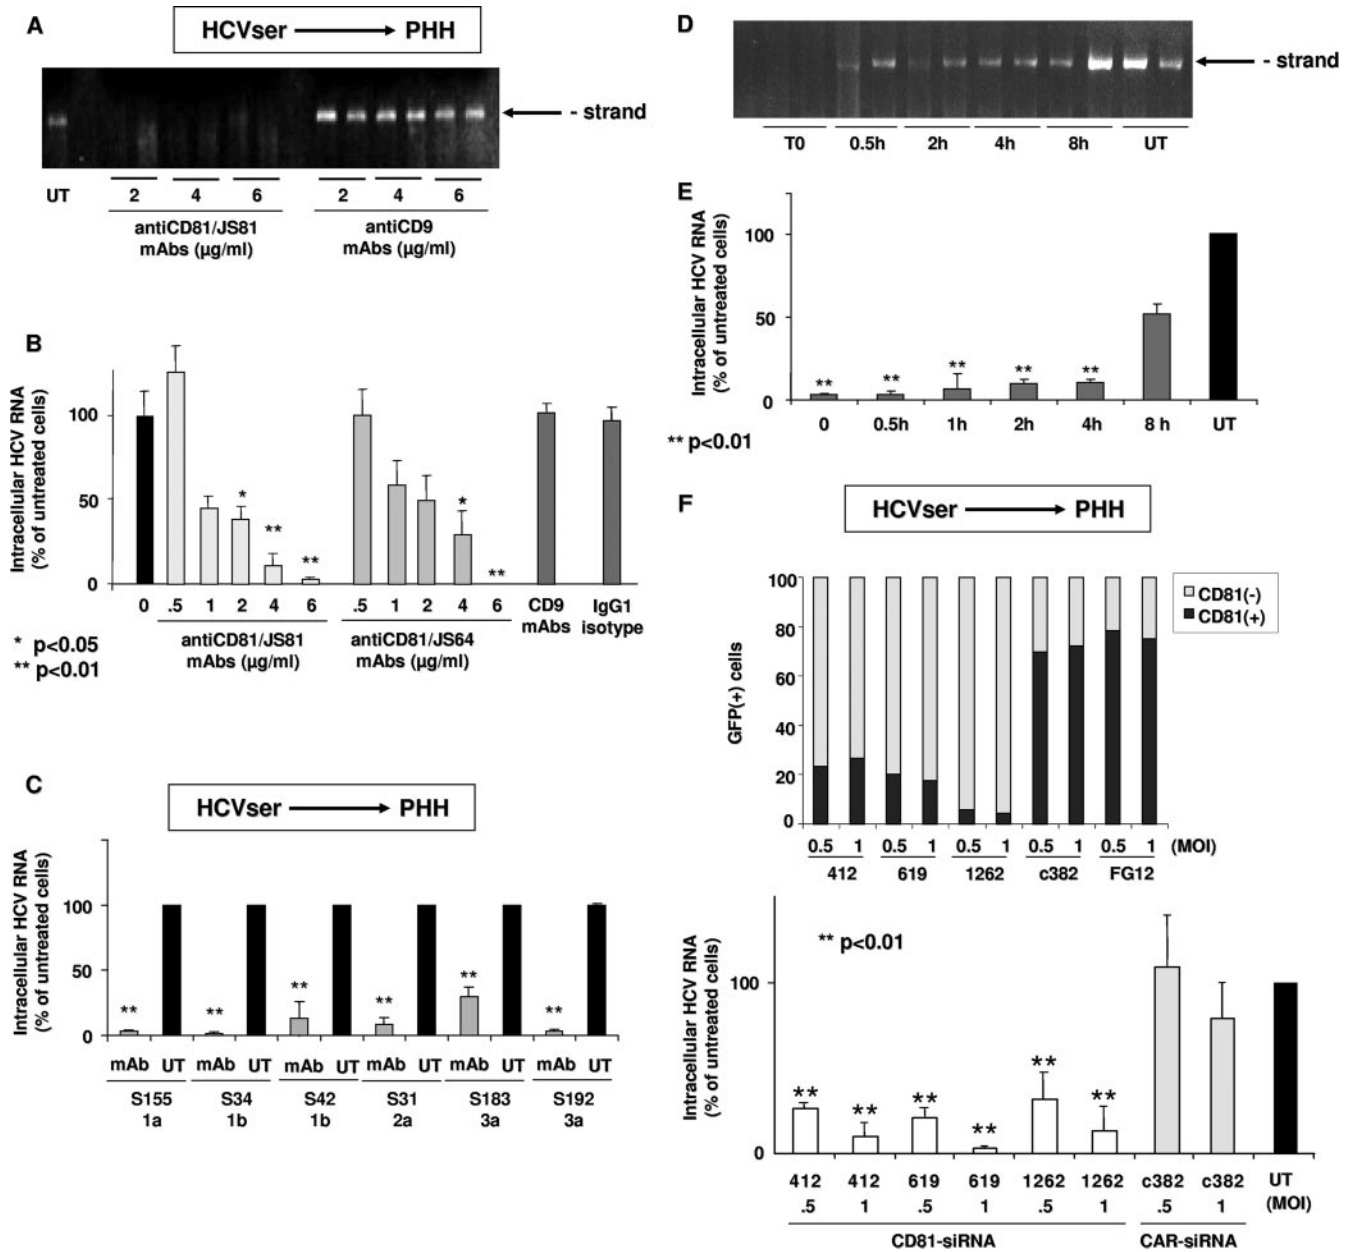 A
HCVser PHH
- strand
UT 2 4 6 2 4 6
antiCD81/JS81 antiCD9
mAbs (µg/ml) mAbs (µg/ml)
B
Intracellular HCV RNA
(% of untreated cells)
100
50
0
* ** ** * **
0 .5 1 2 4 6 .5 1 2 4 6 CD9 IgG1
mAbs isotype
antiCD81/JS81 antiCD81/JS64
mAbs (µg/ml) mAbs (µg/ml)
* p<0.05
** p<0.01
C
HCVser PHH
Intracellular HCV RNA
(% of untreated cells)
100
50
0
** ** ** ** ** **
mAb UT mAb UT mAb UT mAb UT mAb UT mAb UT
S155 S34 S42 S31 S183 S192
1a 1b 1b 2a 3a 3a
D
- strand
T0 0.5h 2h 4h 8h UT
E
Intracellular HCV RNA
(% of untreated cells)
100
50
0
** ** ** ** **
0 0.5h 1h 2h 4h 8 h UT
** p<0.01
F
HCVser PHH
GFP(+) cells
100
80
60
40
20
0
CD81(-)
CD81(+)
0.5 1 0.5 1 0.5 1 0.5 1 0.5 1 (MOI)
412 619 1262 c382 FG12
Intracellular HCV RNA
(% of untreated cells)
** p<0.01
100
0
** ** ** ** ** **
412 412 619 619 1262 1262 c382 c382 UT
.5 1 .5 1 .5 1 .5 1 (MOI)
CD81-siRNA CAR-siRNA